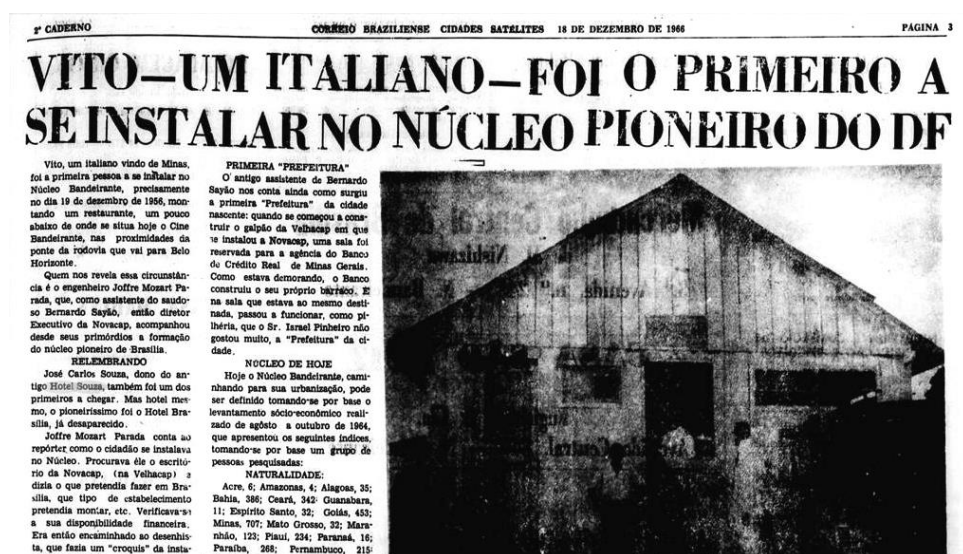 2º CADERNO
CORREIO BRAZILIENSE CIDADES SATÉLITES 18 DE DEZEMBRO DE 1966
PÁGINA 3
VITO—UM ITALIANO—FOI O PRIMEIRO A
SE INSTALAR NO NÚCLEO PIONEIRO DO DF
Vito, um italiano vindo de Minas,
foi a primeira pessoa a se instalar no
Núcleo Bandeirante, precisamente
no dia 19 de dezembro de 1956, mon-
tando um restaurante, um pouco
abaixo de onde se situa hoje o Cine
Bandeirante, nas proximidades da
ponte da rodovia que vai para Belo
Horizonte.
Quem nos revela essa circunstân-
cia é o engenheiro Joffre Mozart Pa-
rada, que, como assistente do saudo-
so Bernardo Sayão, então diretor
Executivo da Novacap, acompanhou
desde seus primórdios a formação
do núcleo pioneiro de Brasília.
RELEMBRANDO
José Carlos Souza, dono do an-
tigo Hotel Souza, também foi um dos
primeiros a chegar. Mas hotel mes-
mo, o pioneiríssimo foi o Hotel Bra-
sília, já desaparecido.
Joffre Mozart Parada conta ao
repórter como o cidadão se instalava
no Núcleo. Procurava êle o escritó-
rio da Novacap, (na Velhacap) e
dizia o que pretendia fazer em Bra-
sília, que tipo de estabelecimento
pretendia montar, etc. Verificava-se
a sua disponibilidade financeira.
Era então encaminhado ao desenhis-
ta, que fazia um "croquis" da insta-
PRIMEIRA "PREFEITURA"
O antigo assistente de Bernardo
Sayão nos conta ainda como surgiu
a primeira "Prefeitura" da cidade
nascente: quando se começou a cons-
truir o galpão da Velhacap em que
se instalou a Novacap, uma sala foi
reservada para a agência do Banco
de Crédito Real de Minas Gerais.
Como estava demorando, o Banco
construiu o seu próprio barraco. E
na sala que estava ao mesmo desti-
nada, passou a funcionar, como pi-
lhéria, que o Sr. Israel Pinheiro não
gostou muito, a "Prefeitura" da ci-
dade.
NÚCLEO DE HOJE
Hoje o Núcleo Bandeirante, cami-
nhando para sua urbanização, pode
ser definido tomando-se por base o
levantamento sócio-econômico reali-
zado de agôsto a outubro de 1964,
que apresentou os seguintes índices,
tomando-se por base um grupo de
pessoas pesquisadas:
NATURALIDADE:
Acre, 6; Amazonas, 4; Alagoas, 35;
Bahia, 386; Ceará, 342; Guanabara,
11; Espírito Santo, 32; Goiás, 453;
Minas, 707; Mato Grosso, 32; Mara-
nhão, 123; Piauí, 234; Paraná, 16;
Paraíba, 268; Pernambuco, 215;